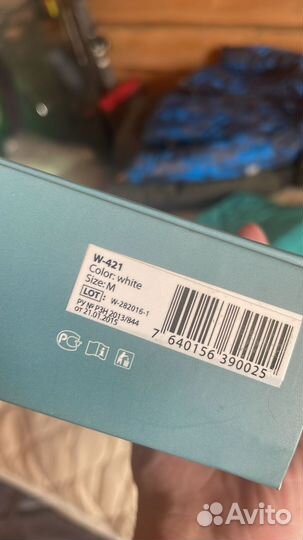 W-421
Color: white
Size: M
LOT: W-282016-1
РУ № РЗН 2013/844
от 21.01.2015
7 640156 390025
РСТ
Avito